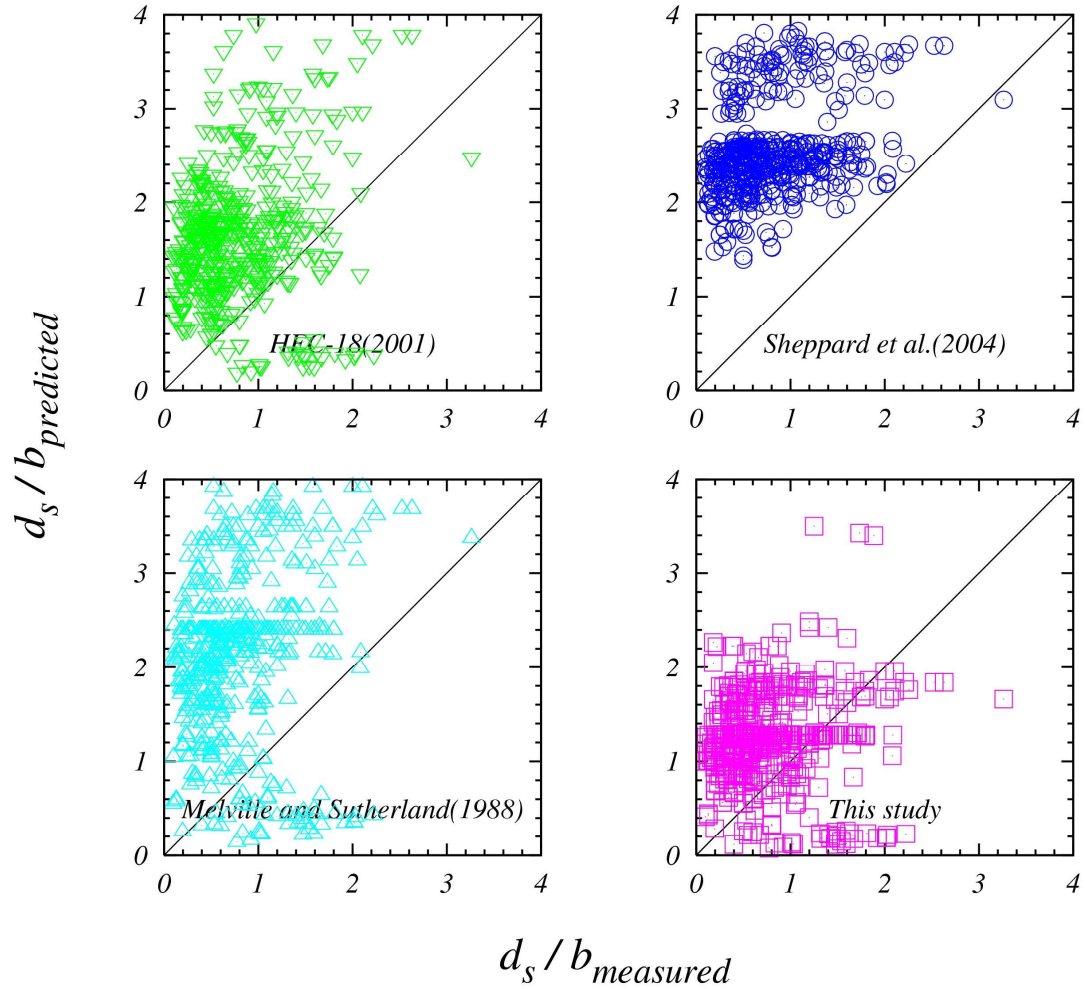 4
3
2
1
0
0 1 2 3 4
HEC-18(2001)
4
3
2
1
0
0 1 2 3 4
Sheppard et al.(2004)
d_s / b_predicted
4
3
2
1
0
0 1 2 3 4
Melville and Sutherland(1988)
4
3
2
1
0
0 1 2 3 4
This study
d_s / b_measured